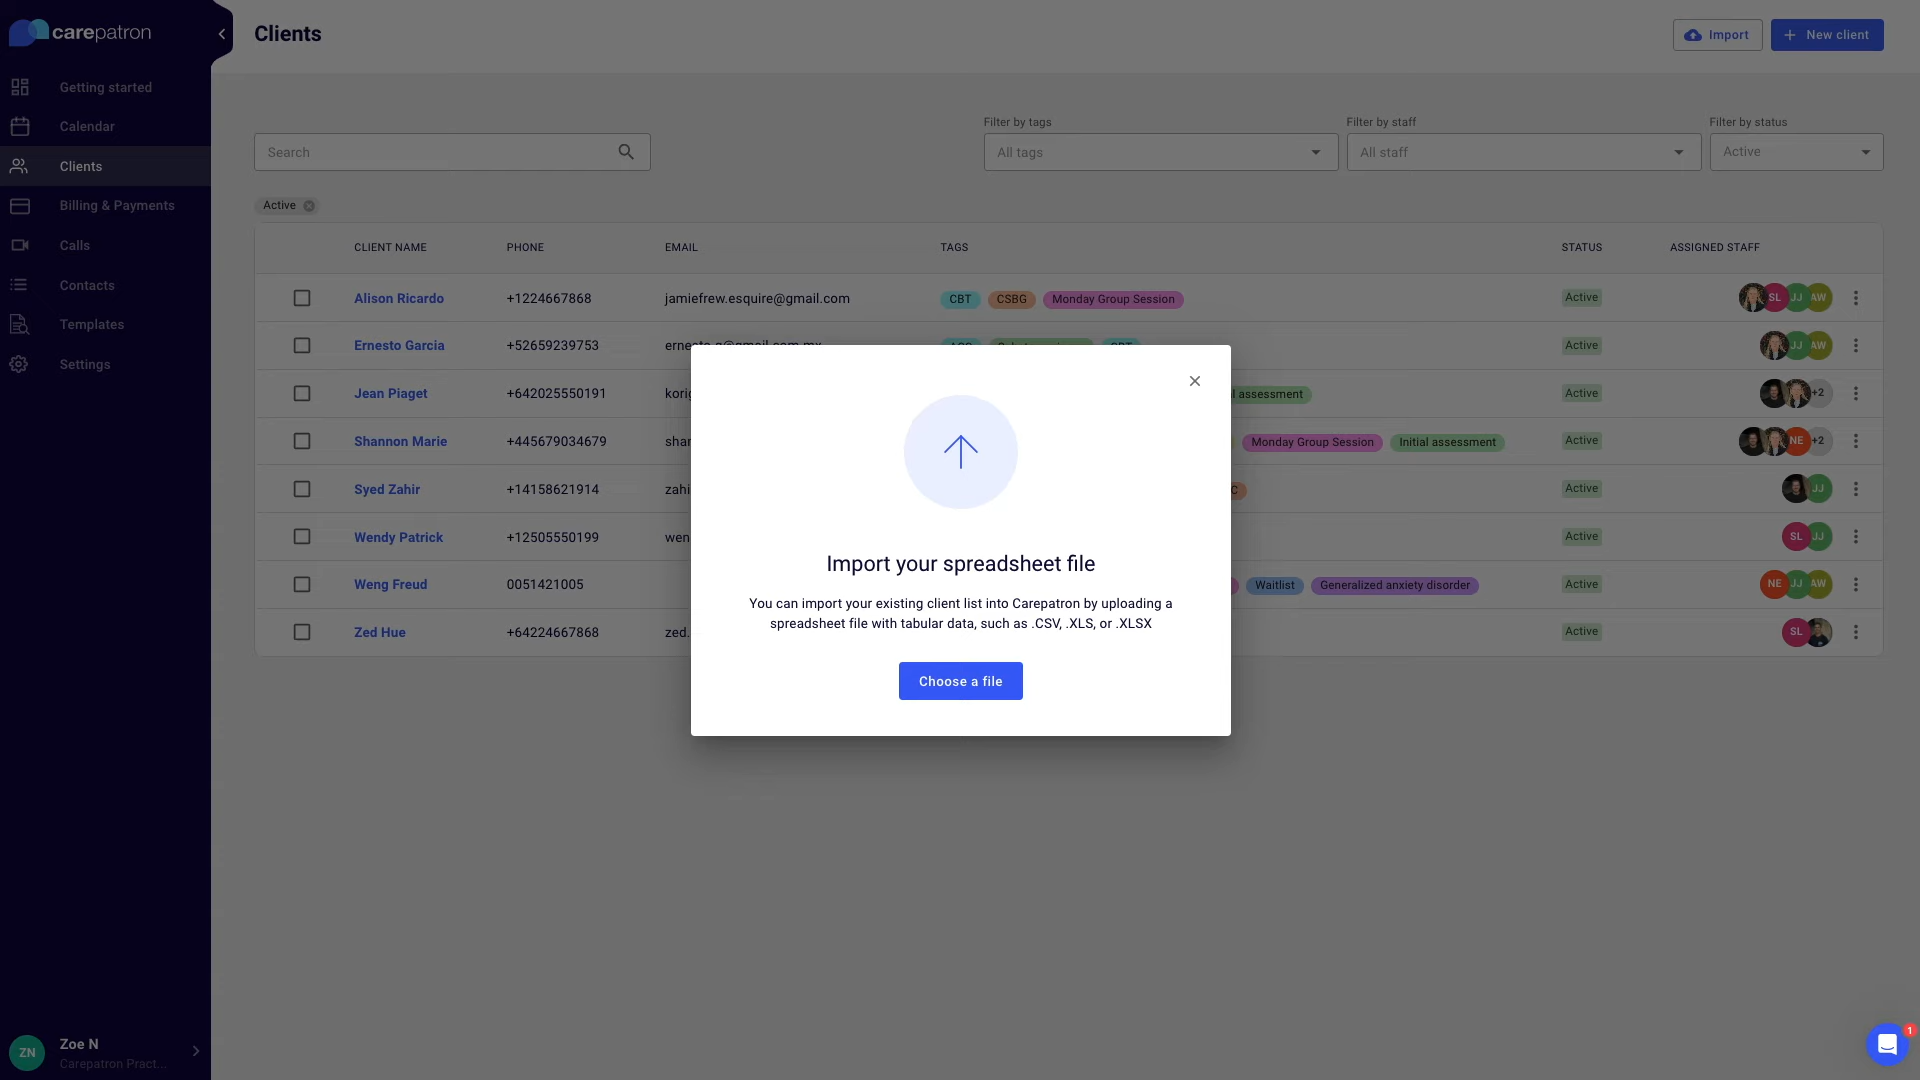 carepatron
Clients
Import
New client
Getting started
Calendar
Clients
Billing & Payments
Calls
Contacts
Templates
Settings
Filter by tags
Filter by staff
Filter by status
Search
All tags
All staff
Active
Active
CLIENT NAME PHONE EMAIL TAGS STATUS ASSIGNED STAFF
Alison Ricardo +1224667868 jamiefrew.esquire@gmail.com CBT CSBG Monday Group Session Active SL JJ AW
Ernesto Garcia +52659239753 Active JJ AW
Jean Piaget +642025550191 assessment Active +2
Shannon Marie +445679034679 Monday Group Session Initial assessment Active NE +2
Syed Zahir +14158621914 zahi C Active JJ
Wendy Patrick +12505550199 wen Active SL JJ
Weng Freud 0051421005 Waitlist Generalized anxiety disorder Active NE JJ AW
Zed Hue +64224667868 zed. Active SL
Import your spreadsheet file
You can import your existing client list into Carepatron by uploading a
spreadsheet file with tabular data, such as .CSV, .XLS, or .XLSX
Choose a file
ZN
Zoe N
Carepatron Pract...
1